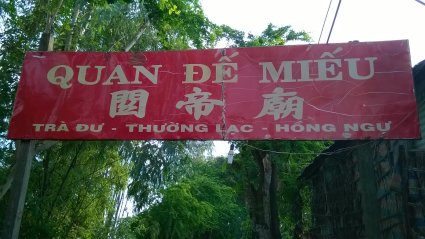 QUAN ĐẾ MIẾU
関帝廟
TRÀ ĐƯ - THƯỜNG LẠC - HỒNG NGỰ